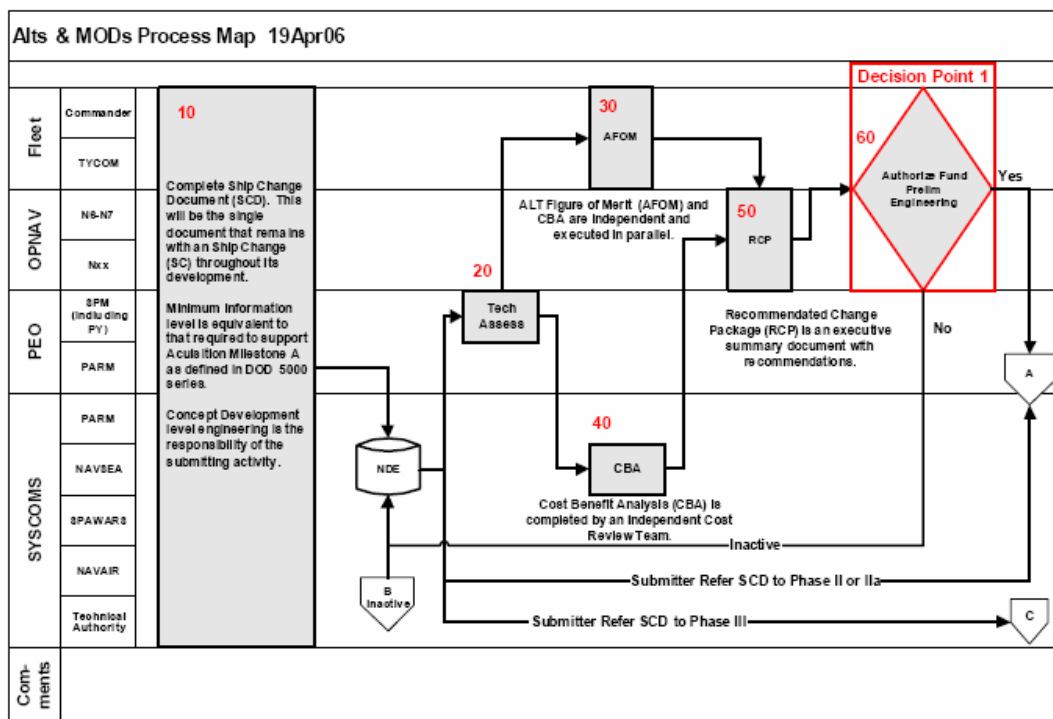 Alts & MODs Process Map 19Apr06
Decision Point 1
Fleet
Commander
TYCOM
OPNAV
N6-N7
Nxx
PEO
SPM
(including
PY)
PARM
SYSCOMS
PARM
NAVSEA
SPAWARS
NAVAIR
Technical
Authority
Com-
ments
10
Complete Ship Change
Document (SCD). This
will be the single
document that remains
with an Ship Change
(SC) throughout its
development.
Minimum information
level is equivalent to
that required to support
Acuisition Milestone A
as defined in DOD 5000
series.
Concept Development
level engineering is the
responsibility of the
submitting activity.
NDE
B
Inactive
20
Tech
Assess
30
AFOM
ALT Figure of Merit (AFOM) and
CBA are independent and
executed in parallel.
40
CBA
Cost Benefit Analysis (CBA) is
completed by an Independent Cost
Review Team.
50
RCP
Recommended Change
Package (RCP) is an executive
summary document with
recommendations.
60
Authorize Fund
Prelim
Engineering
Yes
No
A
Inactive
Submitter Refer SCD to Phase II or IIa
Submitter Refer SCD to Phase III
C